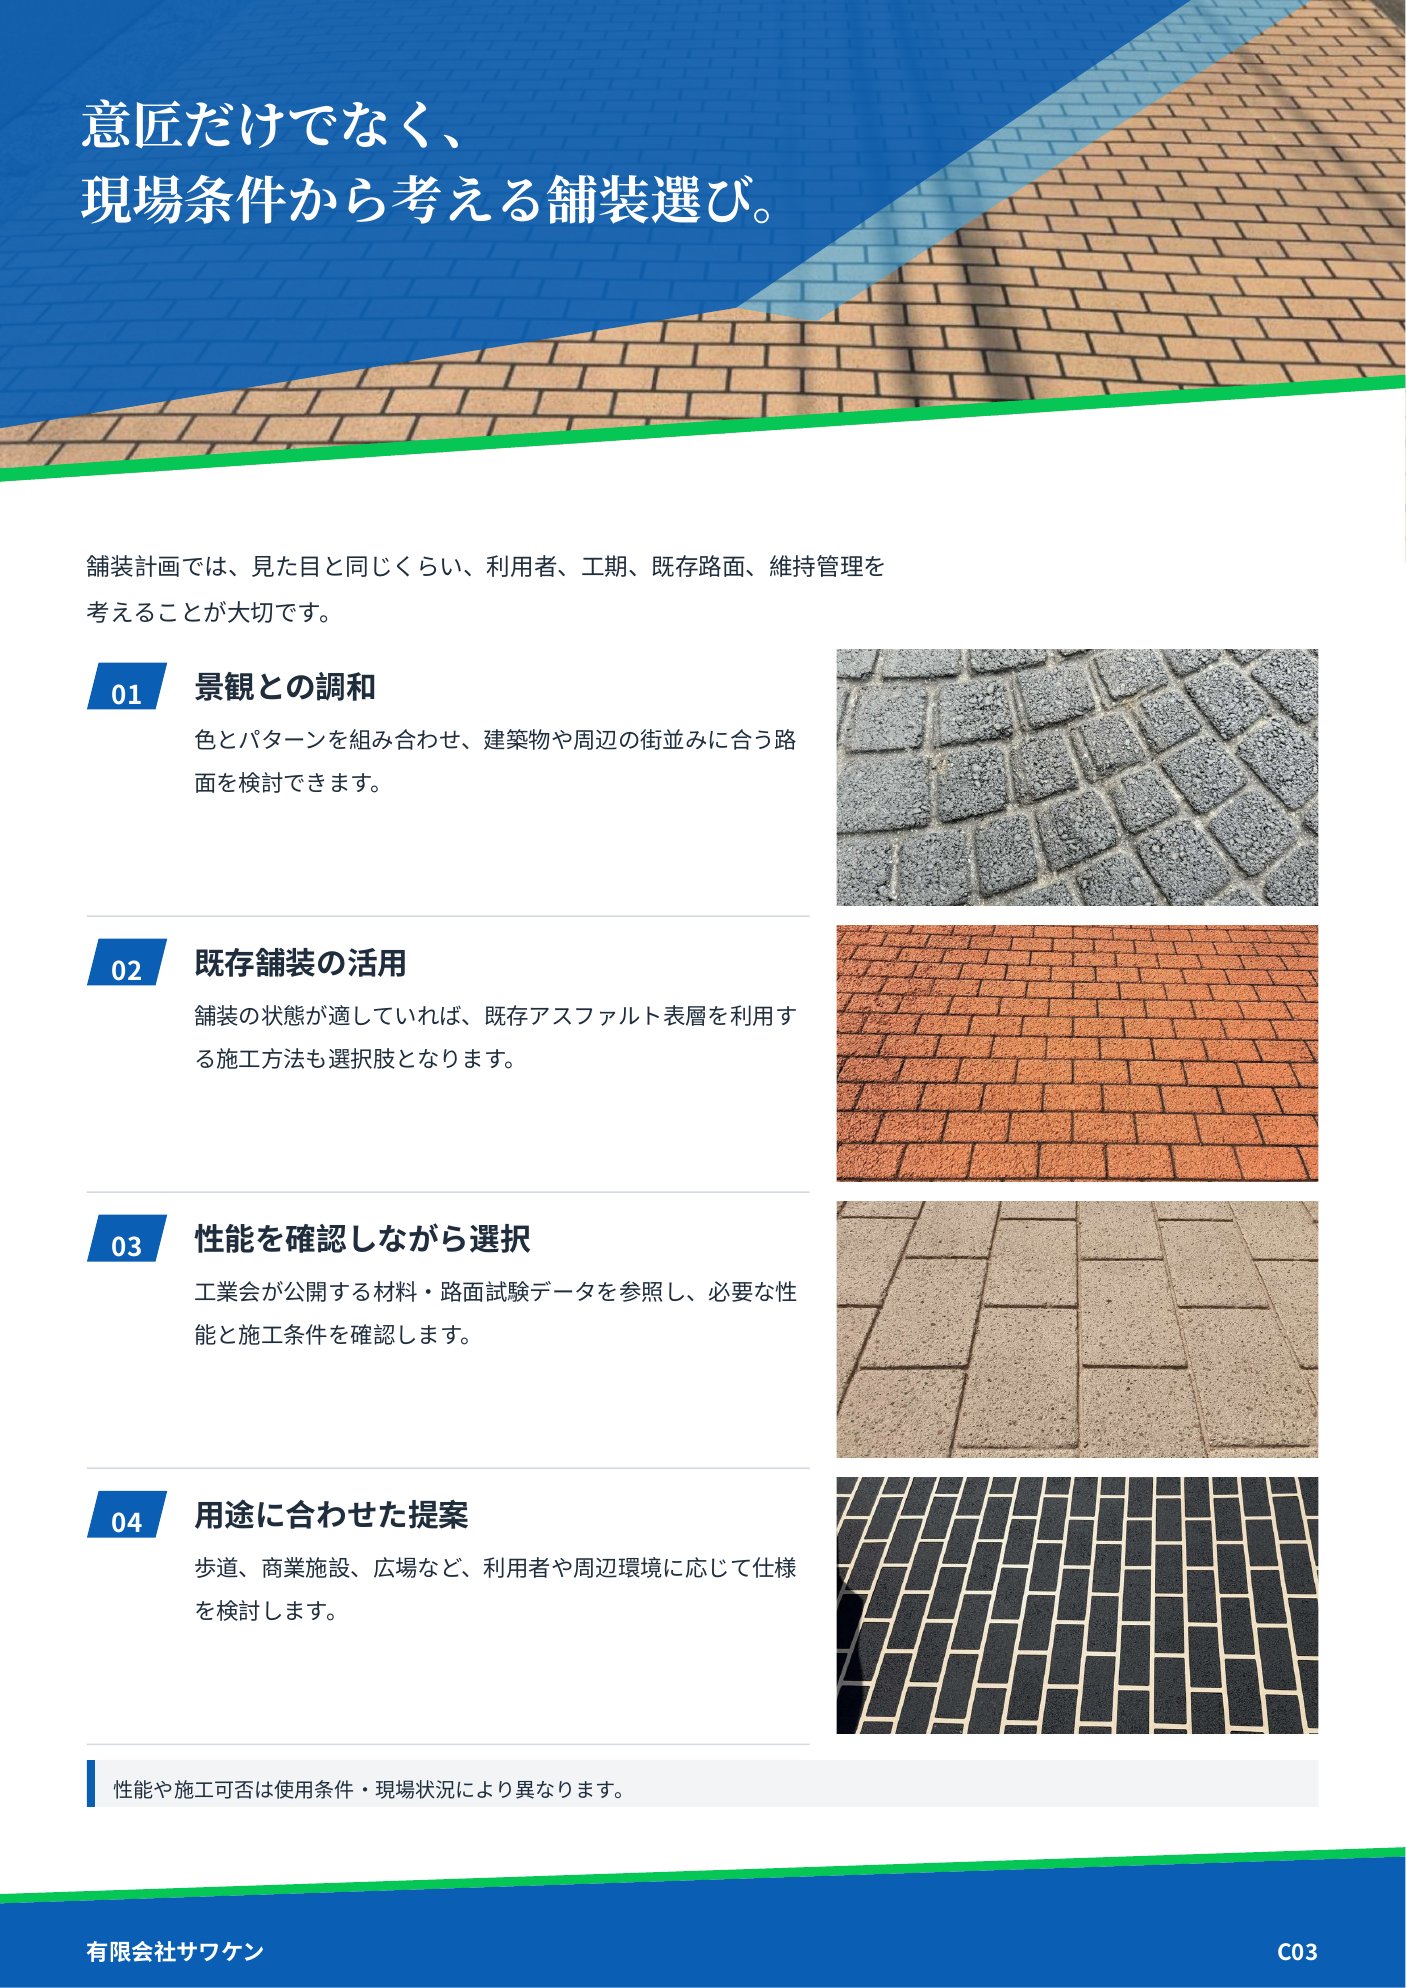 意匠だけでなく、
現場条件から考える舗装選び。
舗装計画では、見た目と同じくらい、利用者、工期、既存路面、維持管理を
考えることが大切です。
01 景観との調和
色とパターンを組み合わせ、建築物や周辺の街並みに合う路
面を検討できます。
02 既存舗装の活用
舗装の状態が適していれば、既存アスファルト表層を利用す
る施工方法も選択肢となります。
03 性能を確認しながら選択
工業会が公開する材料・路面試験データを参照し、必要な性
能と施工条件を確認します。
04 用途に合わせた提案
歩道、商業施設、広場など、利用者や周辺環境に応じて仕様
を検討します。
性能や施工可否は使用条件・現場状況により異なります。
有限会社サワケン
C03